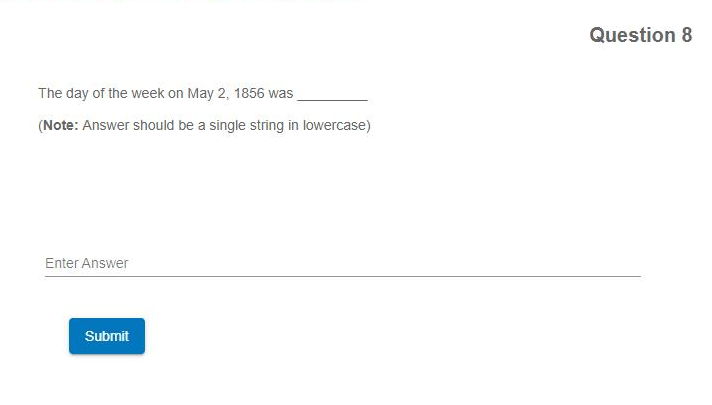 Question 8
The day of the week on May 2, 1856 was _________
(Note: Answer should be a single string in lowercase)
Enter Answer
Submit